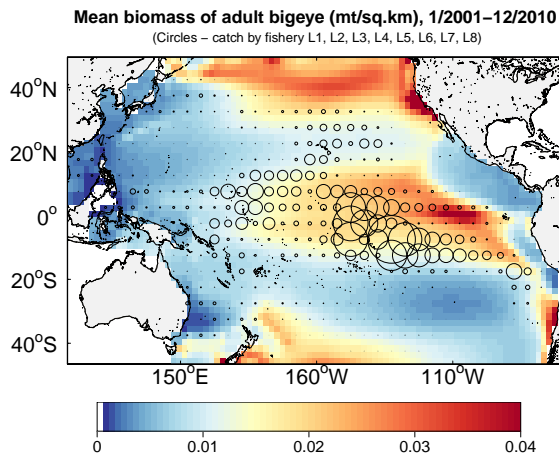 Mean biomass of adult bigeye (mt/sq.km), 1/2001−12/2010
(Circles − catch by fishery L1, L2, L3, L4, L5, L6, L7, L8)
40°N
20°N
0°
20°S
40°S
150°E 160°W 110°W
0 0.01 0.02 0.03 0.04